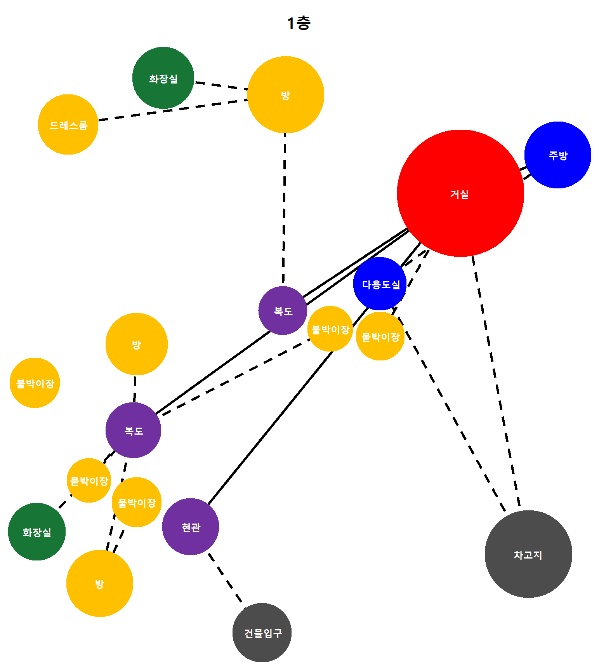 1층
화장실
방
드레스룸
주방
거실
다용도실
복도
붙박이장
붙박이장
방
붙박이장
복도
붙박이장
붙박이장
현관
화장실
차고지
방
건물입구